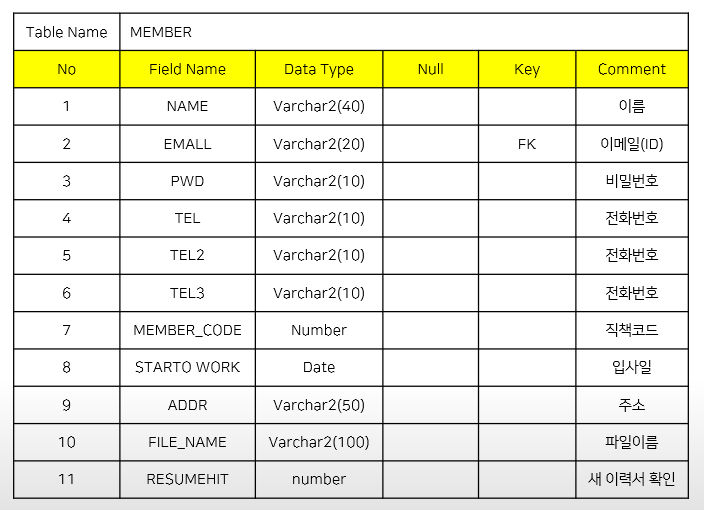 Table Name MEMBER
No Field Name Data Type Null Key Comment
1 NAME Varchar2(40) 이름
2 EMALL Varchar2(20) FK 이메일(ID)
3 PWD Varchar2(10) 비밀번호
4 TEL Varchar2(10) 전화번호
5 TEL2 Varchar2(10) 전화번호
6 TEL3 Varchar2(10) 전화번호
7 MEMBER_CODE Number 직책코드
8 STARTO WORK Date 입사일
9 ADDR Varchar2(50) 주소
10 FILE_NAME Varchar2(100) 파일이름
11 RESUMEHIT number 새 이력서 확인